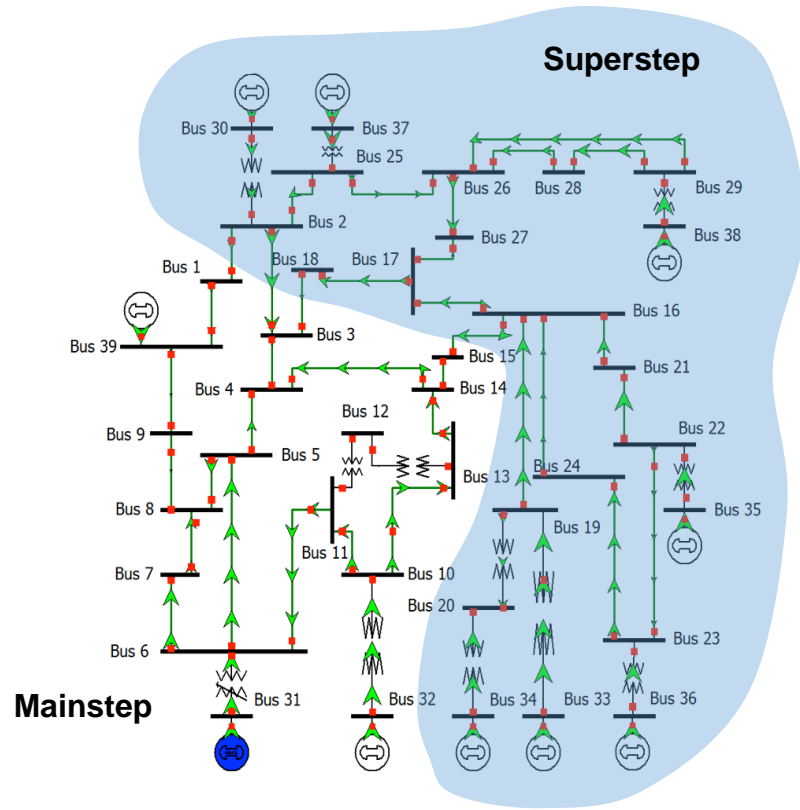 Superstep
Bus 30
Bus 37
Bus 25
Bus 26
Bus 28
Bus 29
Bus 2
Bus 27
Bus 38
Bus 18
Bus 17
Bus 1
Bus 16
Bus 39
Bus 3
Bus 15
Bus 21
Bus 4
Bus 14
Bus 12
Bus 9
Bus 5
Bus 22
Bus 13
Bus 24
Bus 8
Bus 35
Bus 19
Bus 11
Bus 7
Bus 10
Bus 20
Bus 6
Bus 23
Mainstep
Bus 31
Bus 32
Bus 34
Bus 33
Bus 36